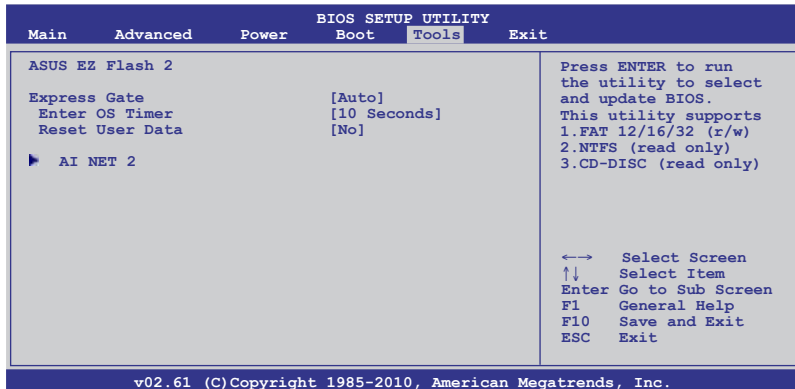 BIOS SETUP UTILITY
Main Advanced Power Boot Tools Exit
ASUS EZ Flash 2
Express Gate [Auto]
Enter OS Timer [10 Seconds]
Reset User Data [No]
AI NET 2
Press ENTER to run
the utility to select
and update BIOS.
This utility supports
1.FAT 12/16/32 (r/w)
2.NTFS (read only)
3.CD-DISC (read only)
←→ Select Screen
↑↓ Select Item
Enter Go to Sub Screen
F1 General Help
F10 Save and Exit
ESC Exit
v02.61 (C)Copyright 1985-2010, American Megatrends, Inc.